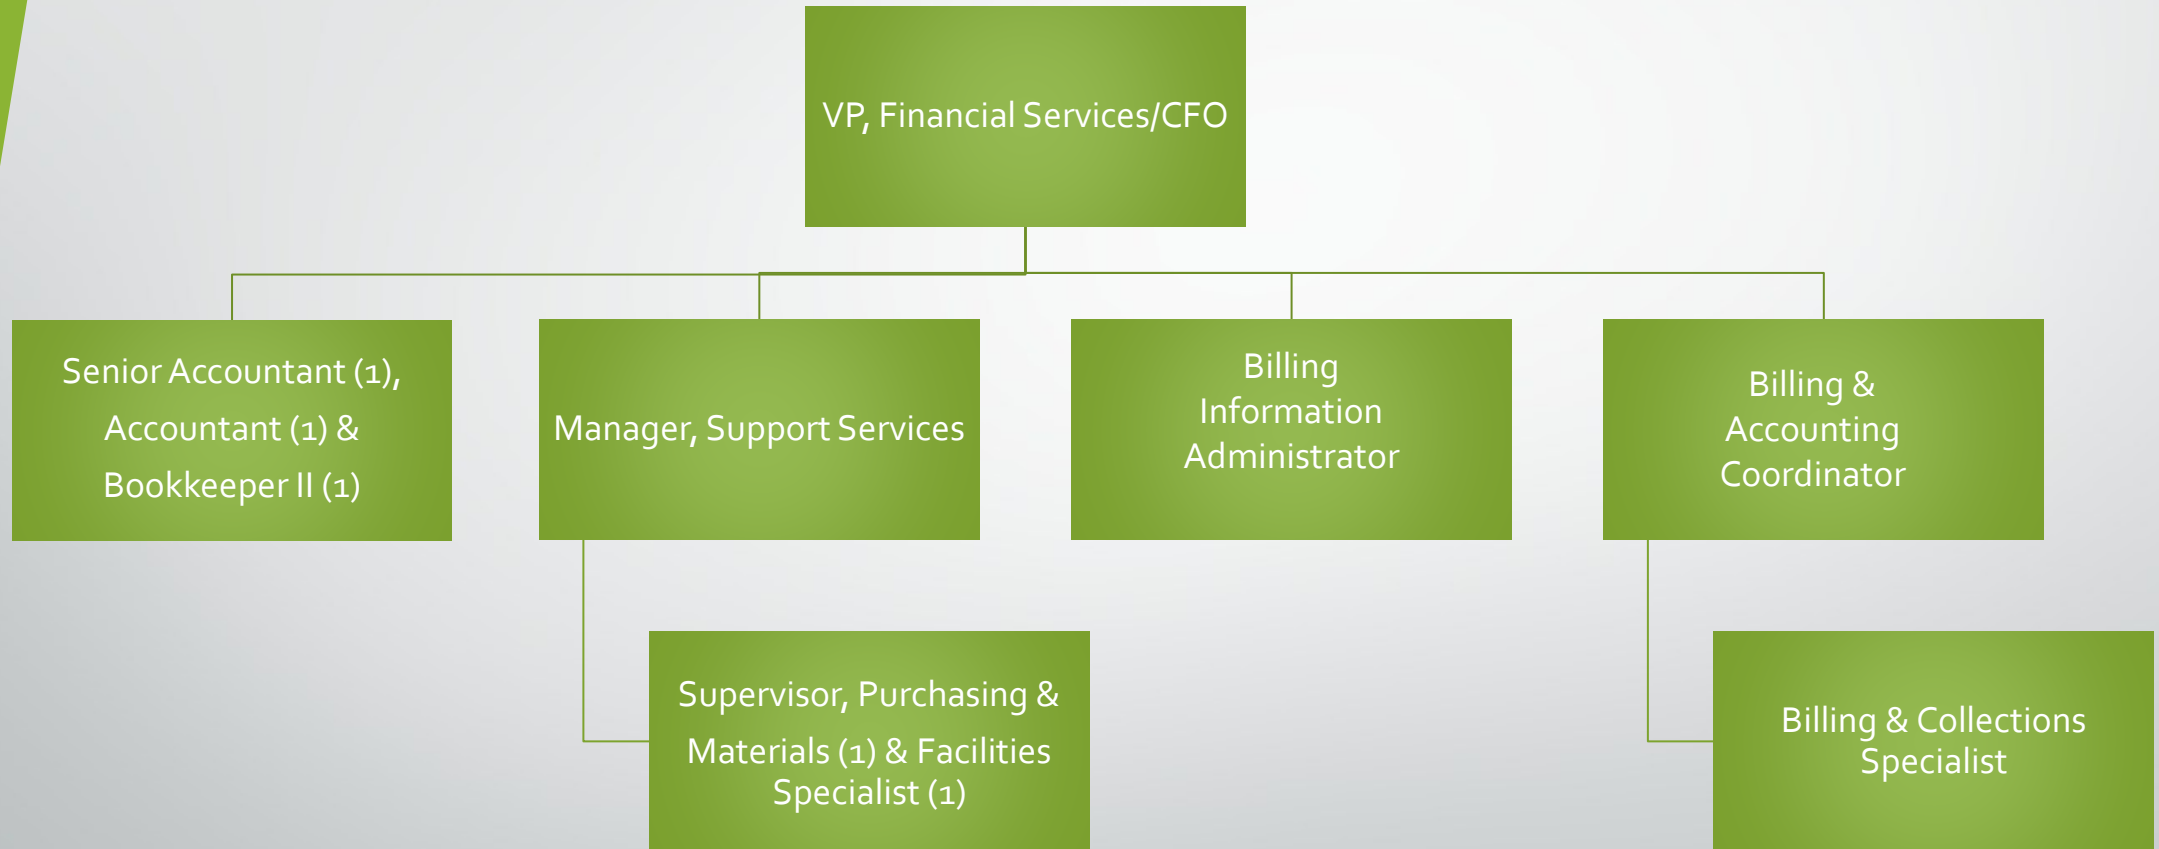 VP, Financial Services/CFO
Senior Accountant (1),
Accountant (1) &
Bookkeeper II (1)
Manager, Support Services
Billing
Information
Administrator
Billing &
Accounting
Coordinator
Supervisor, Purchasing &
Materials (1) & Facilities
Specialist (1)
Billing & Collections
Specialist